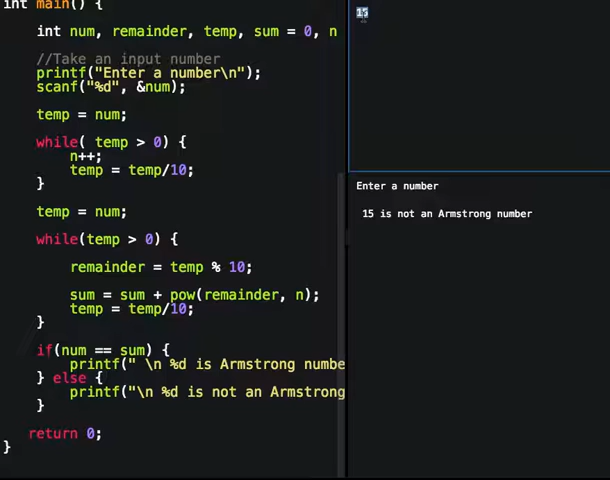 int main() {
int num, remainder, temp, sum = 0, n
//Take an input number
printf("Enter a number\n");
scanf("%d", &num);
temp = num;
while( temp > 0) {
n++;
temp = temp/10;
}
temp = num;
while(temp > 0) {
remainder = temp % 10;
sum = sum + pow(remainder, n);
temp = temp/10;
}
if(num == sum) {
printf(" \n %d is Armstrong numbe
} else {
printf("\n %d is not an Armstrong
}
return 0;
}
15
Enter a number
15 is not an Armstrong number